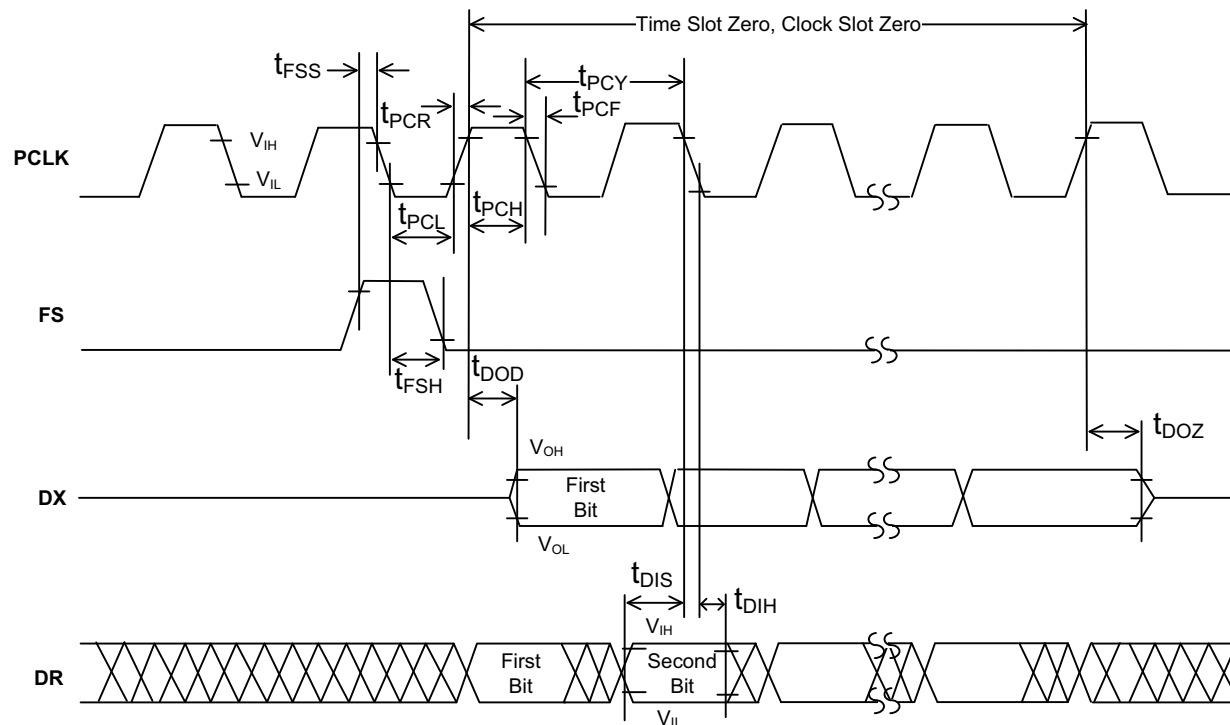 Time Slot Zero, Clock Slot Zero
tFSS
tPCY
tPCR
tPCF
VIH
PCLK
VIL
tPCL
tPCH
FS
tFSH
tDOD
tDOZ
VOH
DX
First
Bit
VOL
tDIS
tDIH
VIH
DR
First
Bit
Second
Bit
VIL